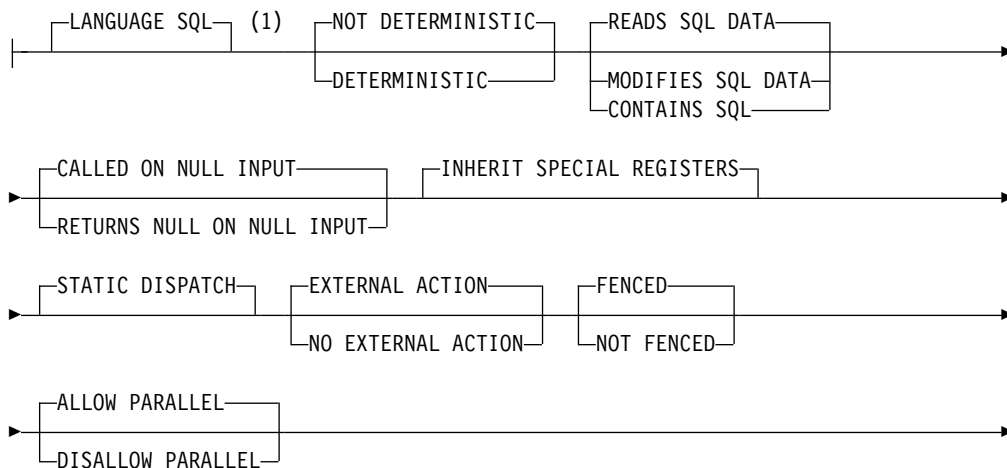 LANGUAGE SQL (1) NOT DETERMINISTIC READS SQL DATA
DETERMINISTIC MODIFIES SQL DATA
CONTAINS SQL
CALLED ON NULL INPUT INHERIT SPECIAL REGISTERS
RETURNS NULL ON NULL INPUT
STATIC DISPATCH EXTERNAL ACTION FENCED
NO EXTERNAL ACTION NOT FENCED
ALLOW PARALLEL
DISALLOW PARALLEL